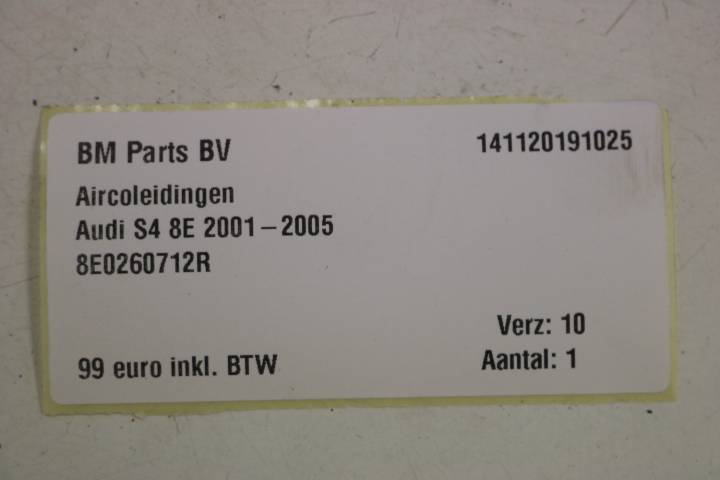 BM Parts BV
141120191025
Aircoleidingen
Audi S4 8E 2001-2005
8E0260712R
Verz: 10
99 euro inkl. BTW
Aantal: 1